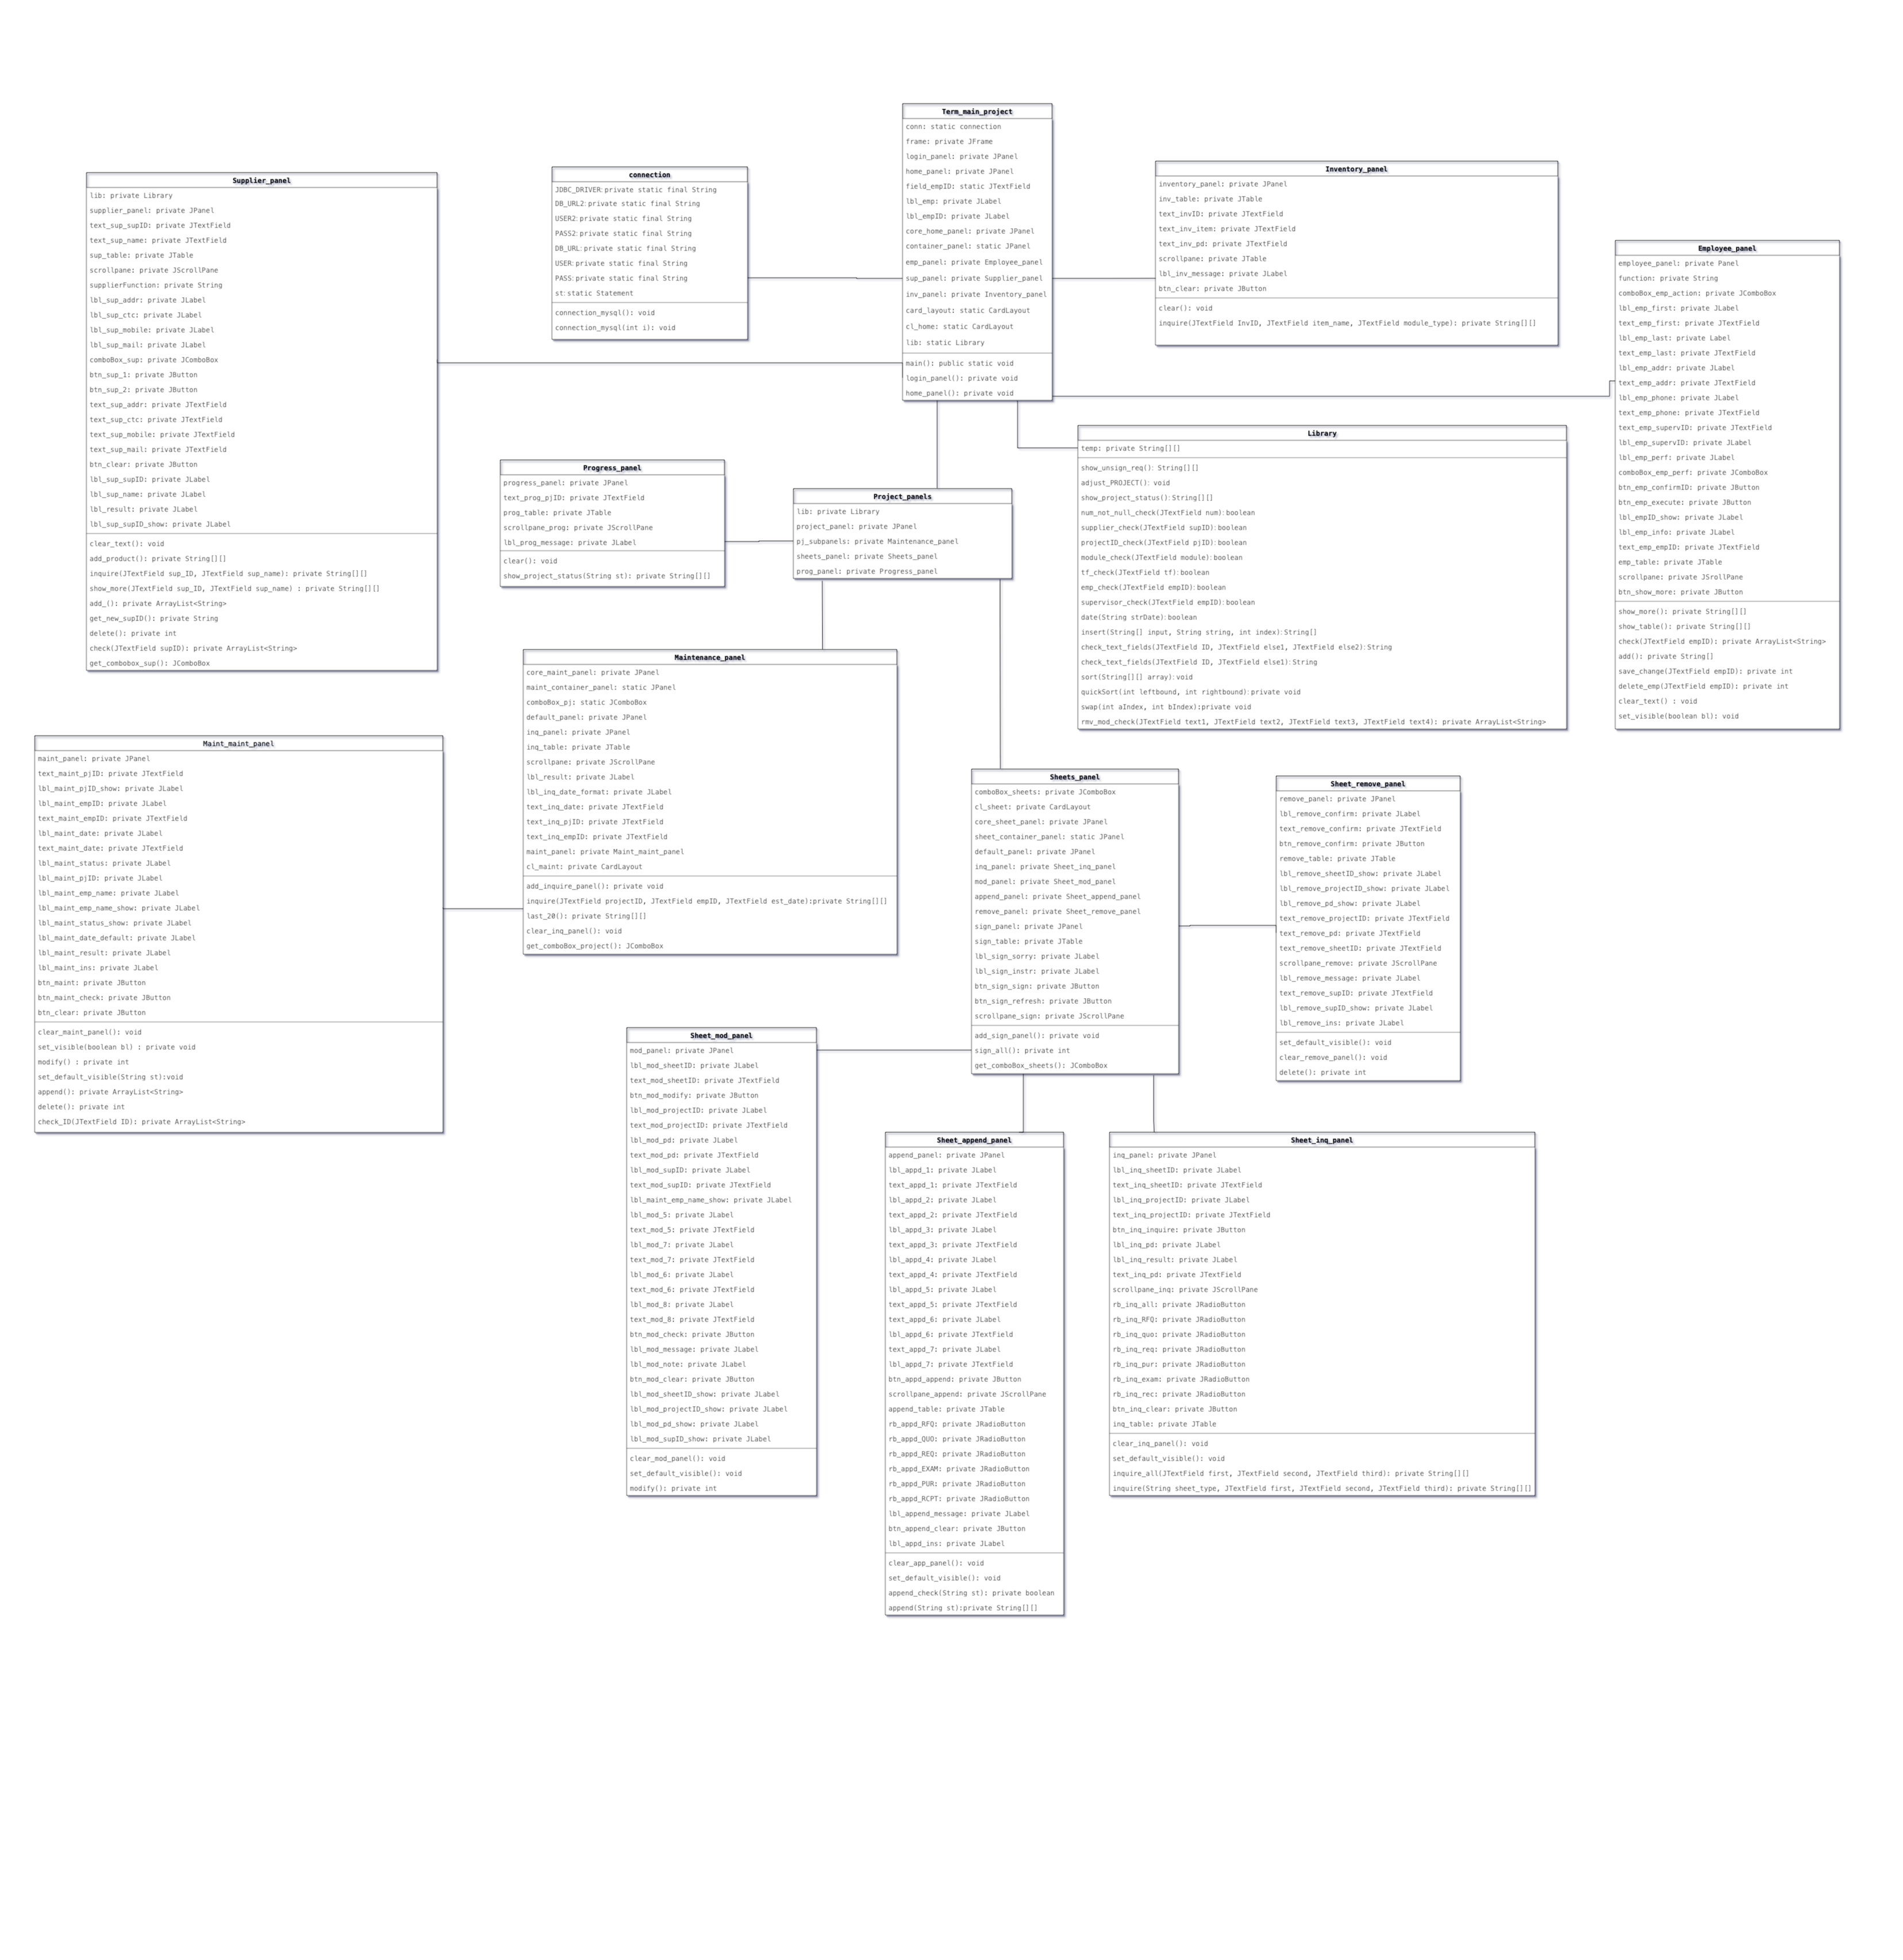 Term_main_project
conn: static connection
frame: private JFrame
login_panel: private JPanel
home_panel: private JPanel
field_empID: static JTextField
lbl_emp: private JLabel
lbl_empID: private JLabel
core_home_panel: private JPanel
container_panel: static JPanel
emp_panel: private Employee_panel
sup_panel: private Supplier_panel
inv_panel: private Inventory_panel
card_layout: static CardLayout
cl_home: static CardLayout
lib: static Library
main(): public static void
login_panel(): private void
home_panel(): private void
Supplier_panel
lib: private Library
supplier_panel: private JPanel
text_sup_supID: private JTextField
text_sup_name: private JTextField
sup_table: private JTable
scrollpane: private JScrollPane
supplierFunction: private String
lbl_sup_addr: private JLabel
lbl_sup_ctc: private JLabel
lbl_sup_mobile: private JLabel
lbl_sup_mail: private JLabel
comboBox_sup: private JComboBox
btn_sup_1: private JButton
btn_sup_2: private JButton
text_sup_addr: private JTextField
text_sup_ctc: private JTextField
text_sup_mobile: private JTextField
text_sup_mail: private JTextField
btn_clear: private JButton
lbl_sup_supID: private JLabel
lbl_sup_name: private JLabel
lbl_result: private JLabel
lbl_sup_supID_show: private JLabel
clear_text(): void
add_product(): private String[][]
inquire(JTextField sup_ID, JTextField sup_name): private String[][]
show_more(JTextField sup_ID, JTextField sup_name) : private String[][]
add_(): private ArrayList<String>
get_new_supID(): private String
delete(): private int
check(JTextField supID): private ArrayList<String>
get_combobox_sup(): JComboBox
connection
JDBC_DRIVER:private static final String
DB_URL2:private static final String
USER2:private static final String
PASS2:private static final String
DB_URL:private static final String
USER:private static final String
PASS:private static final String
st:static Statement
connection_mysql(): void
connection_mysql(int i): void
Inventory_panel
inventory_panel: private JPanel
inv_table: private JTable
text_invID: private JTextField
text_inv_item: private JTextField
text_inv_pd: private JTextField
scrollpane: private JTable
lbl_inv_message: private JLabel
btn_clear: private JButton
clear(): void
inquire(JTextField InvID, JTextField item_name, JTextField module_type): private String[][]
Employee_panel
employee_panel: private Panel
function: private String
comboBox_emp_action: private JComboBox
lbl_emp_first: private JLabel
text_emp_first: private JTextField
lbl_emp_last: private Label
text_emp_last: private JTextField
lbl_emp_addr: private JLabel
text_emp_addr: private JTextField
lbl_emp_phone: private JLabel
text_emp_phone: private JTextField
text_emp_supervID: private JTextField
lbl_emp_supervID: private JLabel
lbl_emp_perf: private JLabel
comboBox_emp_perf: private JComboBox
btn_emp_confirmID: private JButton
btn_emp_execute: private JButton
lbl_empID_show: private JLabel
lbl_emp_info: private JLabel
text_emp_empID: private JTextField
emp_table: private JTable
scrollpane: private JSrollPane
btn_show_more: private JButton
show_more(): private String[][]
show_table(): private String[][]
check(JTextField empID): private ArrayList<String>
add(): private String[]
save_change(JTextField empID): private int
delete_emp(JTextField empID): private int
clear_text() : void
set_visible(boolean bl): void
Library
temp: private String[][]
show_unsign_req(): String[][]
adjust_PROJECT(): void
show_project_status():String[][]
num_not_null_check(JTextField num):boolean
supplier_check(JTextField supID):boolean
projectID_check(JTextField pjID):boolean
module_check(JTextField module):boolean
tf_check(JTextField tf):boolean
emp_check(JTextField empID):boolean
supervisor_check(JTextField empID):boolean
date(String strDate):boolean
insert(String[] input, String string, int index):String[]
check_text_fields(JTextField ID, JTextField else1, JTextField else2):String
check_text_fields(JTextField ID, JTextField else1):String
sort(String[][] array):void
quickSort(int leftbound, int rightbound):private void
swap(int aIndex, int bIndex):private void
rmv_mod_check(JTextField text1, JTextField text2, JTextField text3, JTextField text4): private ArrayList<String>
Progress_panel
progress_panel: private JPanel
text_prog_pjID: private JTextField
prog_table: private JTable
scrollpane_prog: private JScrollPane
lbl_prog_message: private JLabel
clear(): void
show_project_status(String st): private String[][]
Project_panels
lib: private Library
project_panel: private JPanel
pj_subpanels: private Maintenance_panel
sheets_panel: private Sheets_panel
prog_panel: private Progress_panel
Maintenance_panel
core_maint_panel: private JPanel
maint_container_panel: static JPanel
comboBox_pj: static JComboBox
default_panel: private JPanel
inq_panel: private JPanel
inq_table: private JTable
scrollpane: private JScrollPane
lbl_result: private JLabel
lbl_inq_date_format: private JLabel
text_inq_date: private JTextField
text_inq_pjID: private JTextField
text_inq_empID: private JTextField
maint_panel: private Maint_maint_panel
cl_maint: private CardLayout
add_inquire_panel(): private void
inquire(JTextField projectID, JTextField empID, JTextField est_date):private String[][]
last_20(): private String[][]
clear_inq_panel(): void
get_comboBox_project(): JComboBox
Maint_maint_panel
maint_panel: private JPanel
text_maint_pjID: private JTextField
lbl_maint_pjID_show: private JLabel
lbl_maint_empID: private JLabel
text_maint_empID: private JTextField
lbl_maint_date: private JLabel
text_maint_date: private JTextField
lbl_maint_status: private JLabel
lbl_maint_pjID: private JLabel
lbl_maint_emp_name: private JLabel
lbl_maint_emp_name_show: private JLabel
lbl_maint_status_show: private JLabel
lbl_maint_date_default: private JLabel
lbl_maint_result: private JLabel
lbl_maint_ins: private JLabel
btn_maint: private JButton
btn_maint_check: private JButton
btn_clear: private JButton
clear_maint_panel(): void
set_visible(boolean bl) : private void
modify() : private int
set_default_visible(String st):void
append(): private ArrayList<String>
delete(): private int
check_ID(JTextField ID): private ArrayList<String>
Sheets_panel
comboBox_sheets: private JComboBox
cl_sheet: private CardLayout
core_sheet_panel: private JPanel
sheet_container_panel: static JPanel
default_panel: private JPanel
inq_panel: private Sheet_inq_panel
mod_panel: private Sheet_mod_panel
append_panel: private Sheet_append_panel
remove_panel: private Sheet_remove_panel
sign_panel: private JPanel
sign_table: private JTable
lbl_sign_sorry: private JLabel
lbl_sign_instr: private JLabel
btn_sign_sign: private JButton
btn_sign_refresh: private JButton
scrollpane_sign: private JScrollPane
add_sign_panel(): private void
sign_all(): private int
get_comboBox_sheets(): JComboBox
Sheet_remove_panel
remove_panel: private JPanel
lbl_remove_confirm: private JLabel
text_remove_confirm: private JTextField
btn_remove_confirm: private JButton
remove_table: private JTable
lbl_remove_sheetID_show: private JLabel
lbl_remove_projectID_show: private JLabel
lbl_remove_pd_show: private JLabel
text_remove_projectID: private JTextField
text_remove_pd: private JTextField
text_remove_sheetID: private JTextField
scrollpane_remove: private JScrollPane
lbl_remove_message: private JLabel
text_remove_supID: private JTextField
lbl_remove_supID_show: private JLabel
lbl_remove_ins: private JLabel
set_default_visible(): void
clear_remove_panel(): void
delete(): private int
Sheet_mod_panel
mod_panel: private JPanel
lbl_mod_sheetID: private JLabel
text_mod_sheetID: private JTextField
btn_mod_modify: private JButton
lbl_mod_projectID: private JLabel
text_mod_projectID: private JTextField
lbl_mod_pd: private JLabel
text_mod_pd: private JTextField
lbl_mod_supID: private JLabel
text_mod_supID: private JTextField
lbl_maint_emp_name_show: private JLabel
lbl_mod_5: private JLabel
text_mod_5: private JTextField
lbl_mod_7: private JLabel
text_mod_7: private JTextField
lbl_mod_6: private JLabel
text_mod_6: private JTextField
lbl_mod_8: private JLabel
text_mod_8: private JTextField
btn_mod_check: private JButton
lbl_mod_message: private JLabel
lbl_mod_note: private JLabel
btn_mod_clear: private JButton
lbl_mod_sheetID_show: private JLabel
lbl_mod_projectID_show: private JLabel
lbl_mod_pd_show: private JLabel
lbl_mod_supID_show: private JLabel
clear_mod_panel(): void
set_default_visible(): void
modify(): private int
Sheet_append_panel
append_panel: private JPanel
lbl_appd_1: private JLabel
text_appd_1: private JTextField
lbl_appd_2: private JLabel
text_appd_2: private JTextField
lbl_appd_3: private JLabel
text_appd_3: private JTextField
lbl_appd_4: private JLabel
text_appd_4: private JTextField
lbl_appd_5: private JLabel
text_appd_5: private JTextField
text_appd_6: private JLabel
lbl_appd_6: private JTextField
text_appd_7: private JLabel
lbl_appd_7: private JTextField
btn_appd_append: private JButton
scrollpane_append: private JScrollPane
append_table: private JTable
rb_appd_RFQ: private JRadioButton
rb_appd_QUO: private JRadioButton
rb_appd_REQ: private JRadioButton
rb_appd_EXAM: private JRadioButton
rb_appd_PUR: private JRadioButton
rb_appd_RCPT: private JRadioButton
lbl_append_message: private JLabel
btn_append_clear: private JButton
lbl_appd_ins: private JLabel
clear_app_panel(): void
set_default_visible(): void
append_check(String st): private boolean
append(String st):private String[][]
Sheet_inq_panel
inq_panel: private JPanel
lbl_inq_sheetID: private JLabel
text_inq_sheetID: private JTextField
lbl_inq_projectID: private JLabel
text_inq_projectID: private JTextField
btn_inq_inquire: private JButton
lbl_inq_pd: private JLabel
lbl_inq_result: private JLabel
text_inq_pd: private JTextField
scrollpane_inq: private JScrollPane
rb_inq_all: private JRadioButton
rb_inq_RFQ: private JRadioButton
rb_inq_quo: private JRadioButton
rb_inq_req: private JRadioButton
rb_inq_pur: private JRadioButton
rb_inq_exam: private JRadioButton
rb_inq_rec: private JRadioButton
btn_inq_clear: private JButton
inq_table: private JTable
clear_inq_panel(): void
set_default_visible(): void
inquire_all(JTextField first, JTextField second, JTextField third): private String[][]
inquire(String sheet_type, JTextField first, JTextField second, JTextField third): private String[][]